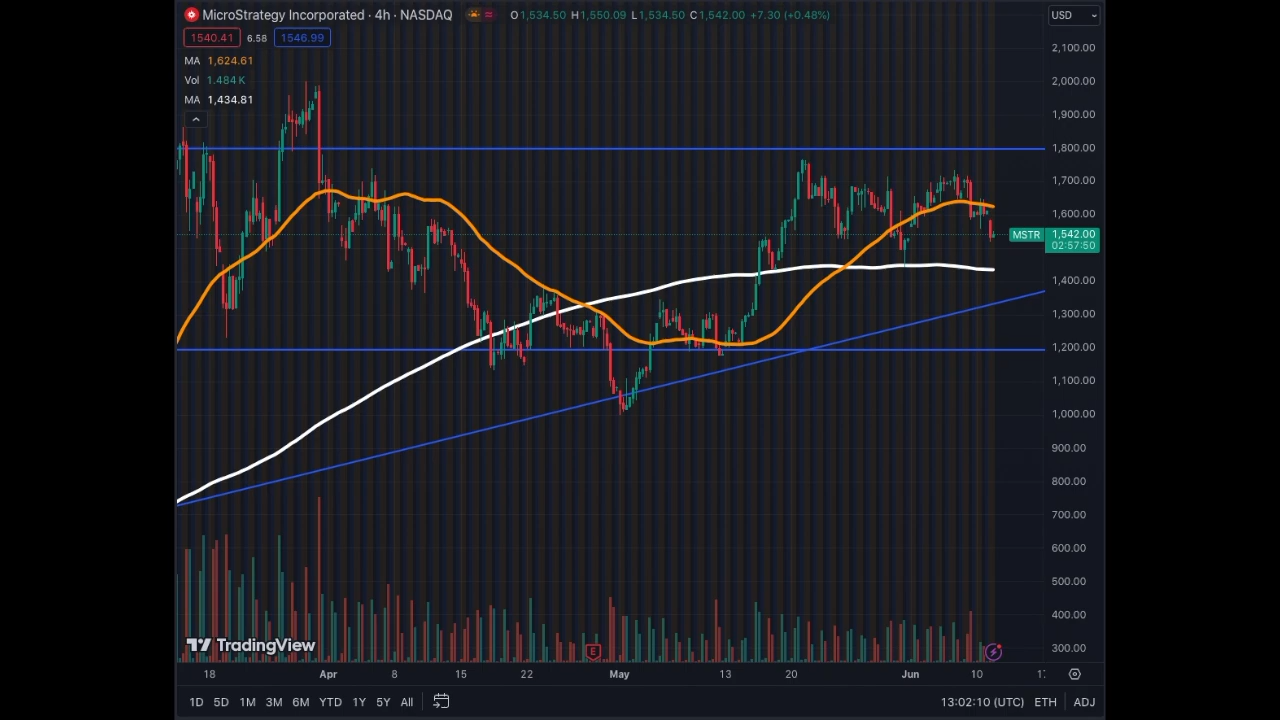 MicroStrategy Incorporated · 4h · NASDAQ O1,534.50 H1,550.09 L1,534.50 C1,542.00 +7.30 (+0.48%) USD
1540.41 6.58 1546.99
MA 1,624.61
Vol 1.484 K
MA 1,434.81
2,100.00
2,000.00
1,900.00
1,800.00
1,700.00
1,600.00
MSTR 1,542.00
02:57:50
1,400.00
1,300.00
1,200.00
1,100.00
1,000.00
900.00
800.00
700.00
600.00
500.00
400.00
300.00
E
TradingView
18 Apr 8 15 22 May 13 20 Jun 10
1D 5D 1M 3M 6M YTD 1Y 5Y All 13:02:10 (UTC) ETH ADJ